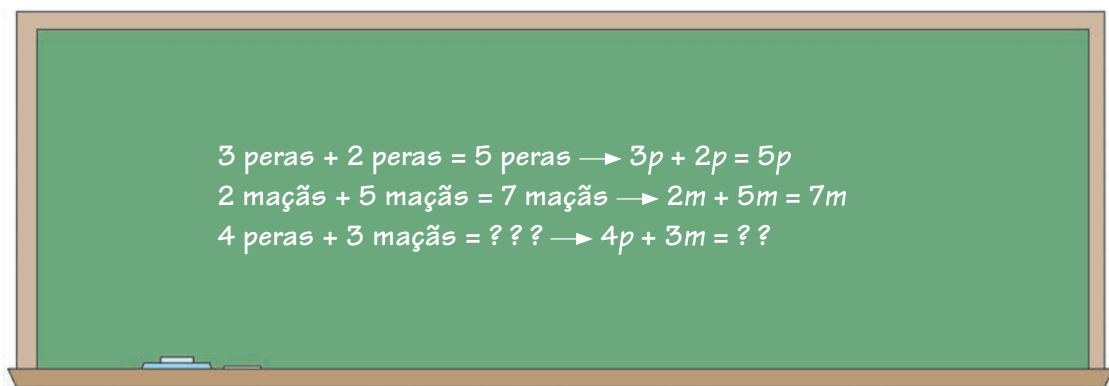 3 peras + 2 peras = 5 peras → 3p + 2p = 5p
2 maçãs + 5 maçãs = 7 maçãs → 2m + 5m = 7m
4 peras + 3 maçãs = ? ? ? → 4p + 3m = ? ?